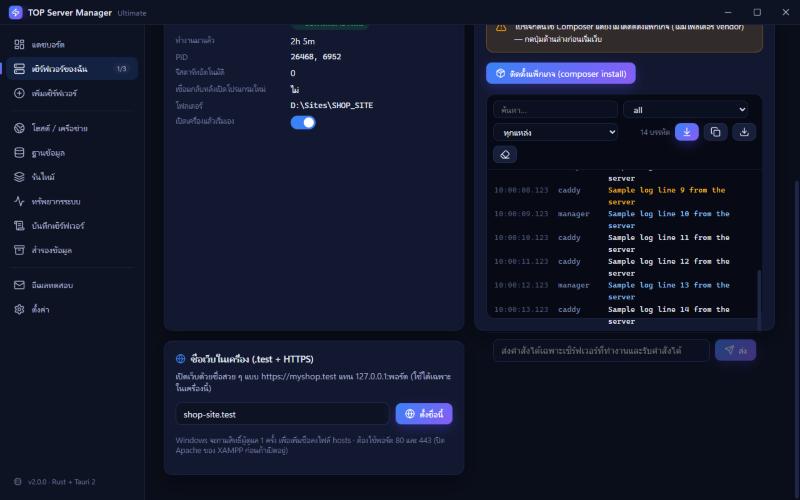 TOP Server Manager Ultimate
แดชบอร์ด
เซิร์ฟเวอร์ของฉัน 1/3
เพิ่มเซิร์ฟเวอร์
โฮสต์ / เครือข่าย
ฐานข้อมูล
รันไทม์
ทรัพยากรระบบ
บันทึกเซิร์ฟเวอร์
สำรองข้อมูล
อีเมลทดสอบ
ตั้งค่า
v2.0.0 · Rust + Tauri 2
ทำงานมาแล้ว 2h 5m
PID 26468, 6952
รีสตาร์ทอัตโนมัติ 0
เชื่อมกลับหลังเปิดโปรแกรมใหม่ ไม่
โฟลเดอร์ D:\Sites\SHOP_SITE
เปิดเครื่องแล้วเริ่มเอง
ชื่อเว็บในเครื่อง (.test + HTTPS)
เปิดเว็บด้วยชื่อสวย ๆ แบบ https://myshop.test แทน 127.0.0.1:พอร์ต (ใช้ได้เฉพาะ
ในเครื่องนี้)
shop-site.test ตั้งชื่อนี้
Windows จะถามสิทธิ์ผู้ดูแล 1 ครั้ง เพื่อเพิ่มชื่อลงไฟล์ hosts · ต้องใช้พอร์ต 80 และ 443 (ปิด
Apache ของ XAMPP ก่อนถ้าเปิดอยู่)
— กดปุ่มด้านล่างก่อนเริ่มเว็บ
ติดตั้งแพ็กเกจ (composer install)
ค้นหา... all
ทุกแหล่ง 14 บรรทัด
server
10:00:08.123 caddy Sample log line 9 from the
server
10:00:09.123 manager Sample log line 10 from the
server
10:00:10.123 caddy Sample log line 11 from the
server
10:00:11.123 caddy Sample log line 12 from the
server
10:00:12.123 manager Sample log line 13 from the
server
10:00:13.123 caddy Sample log line 14 from the
server
ส่งคำสั่งได้เฉพาะเซิร์ฟเวอร์ที่ทำงานและรับคำสั่งได้ ส่ง